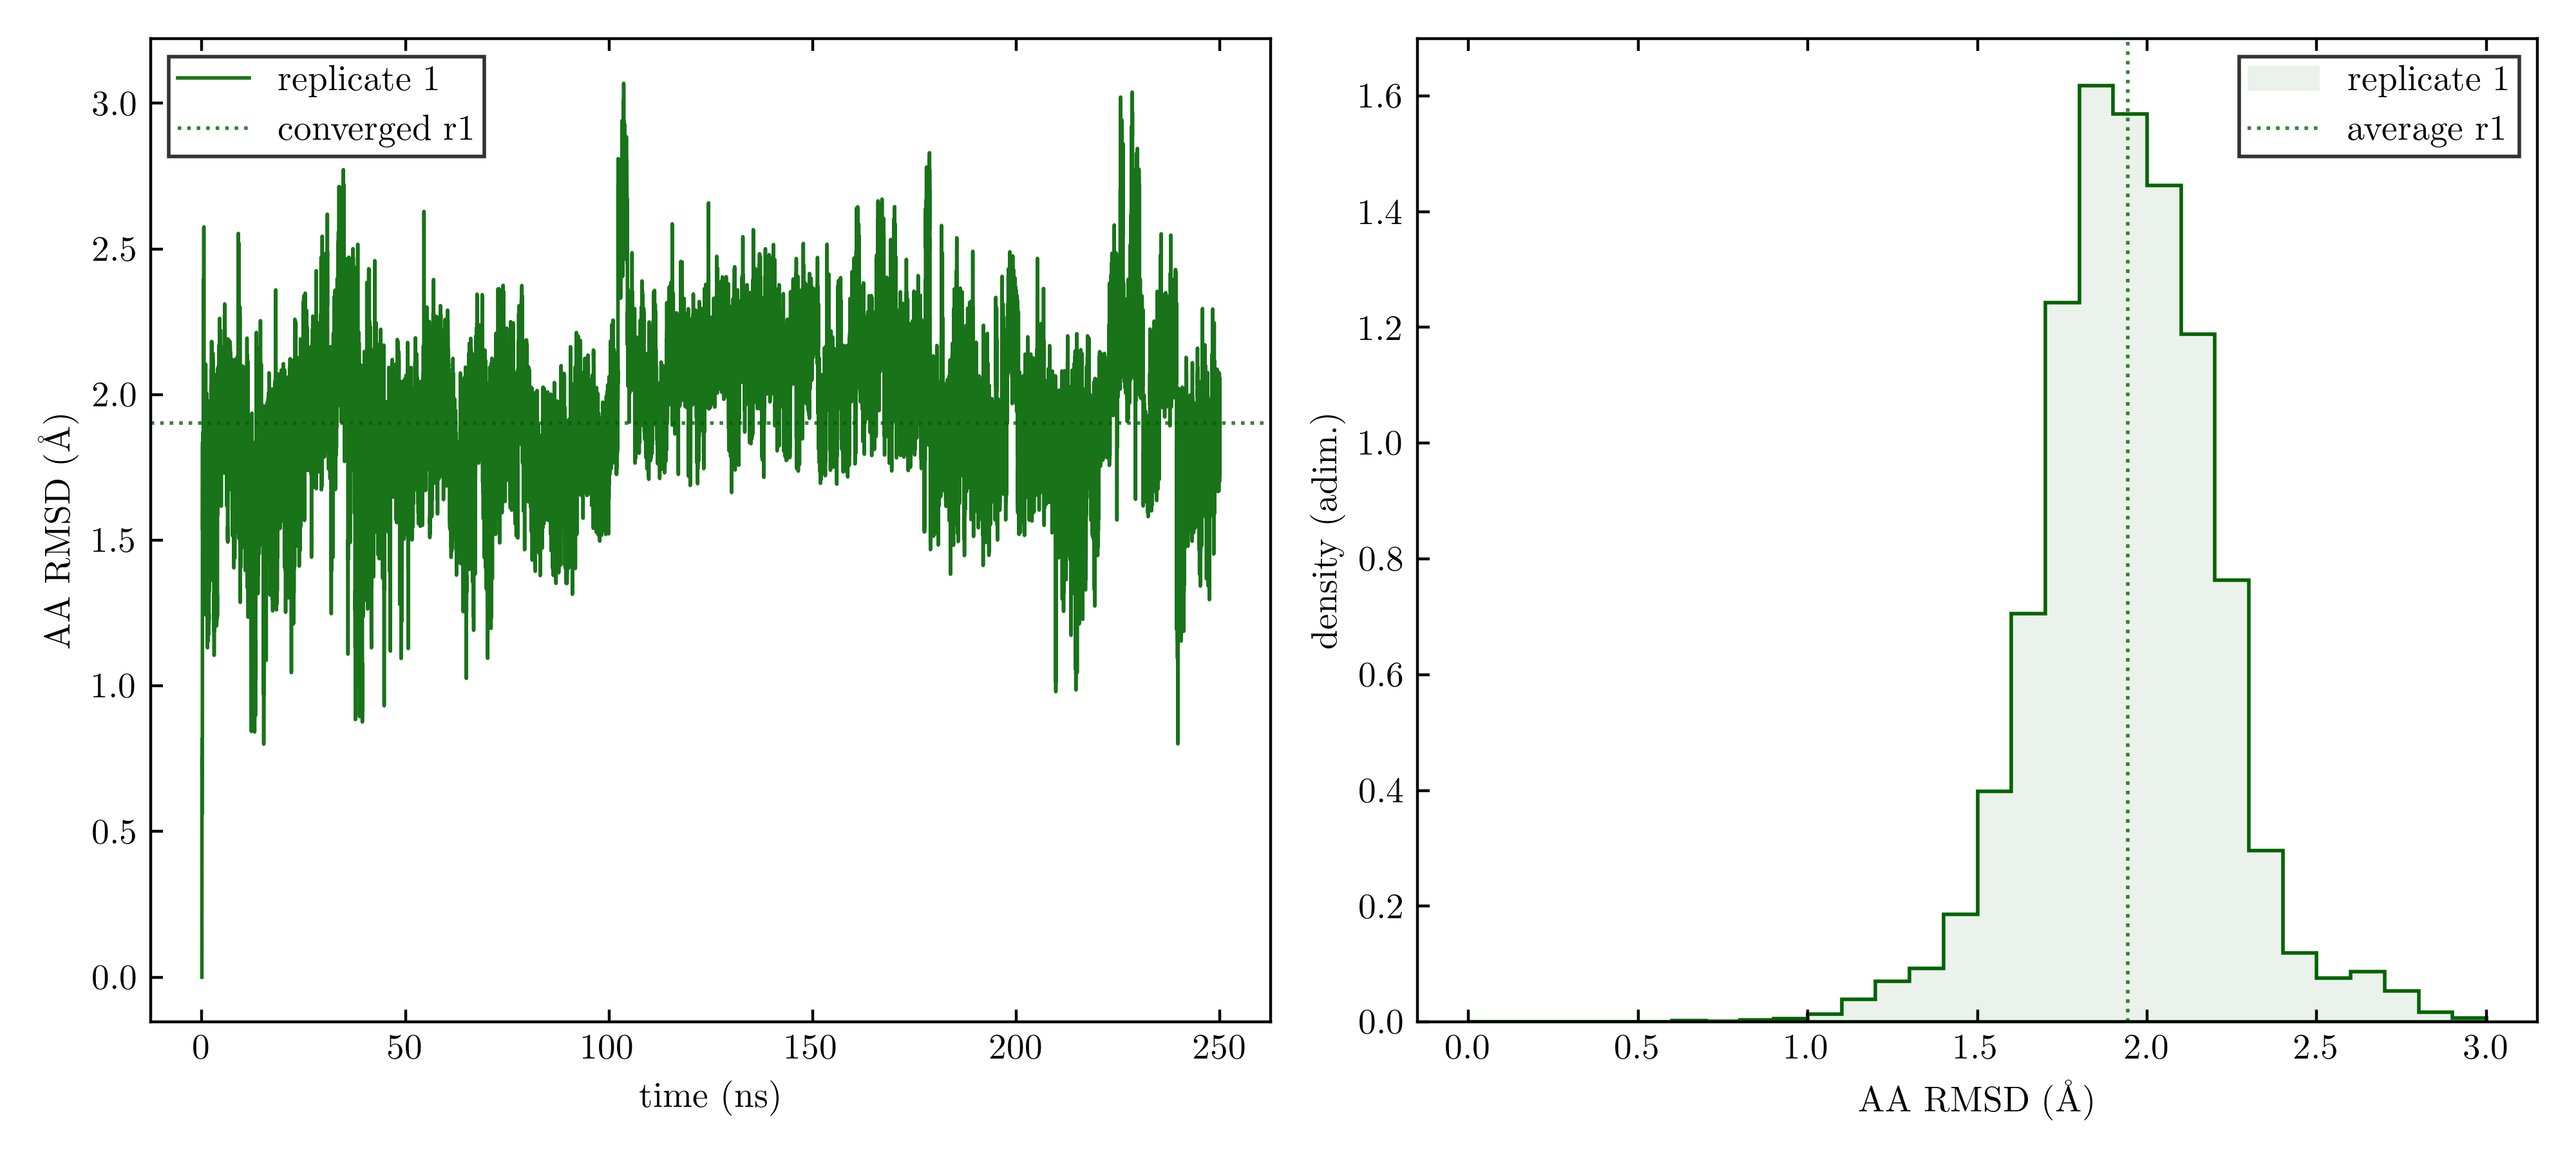 replicate 1
converged r1
3.0
2.5
2.0
1.5
1.0
0.5
0.0
AA RMSD (Å)
0 50 100 150 200 250
time (ns)
replicate 1
average r1
1.6
1.4
1.2
1.0
0.8
0.6
0.4
0.2
0.0
density (adim.)
0.0 0.5 1.0 1.5 2.0 2.5 3.0
AA RMSD (Å)